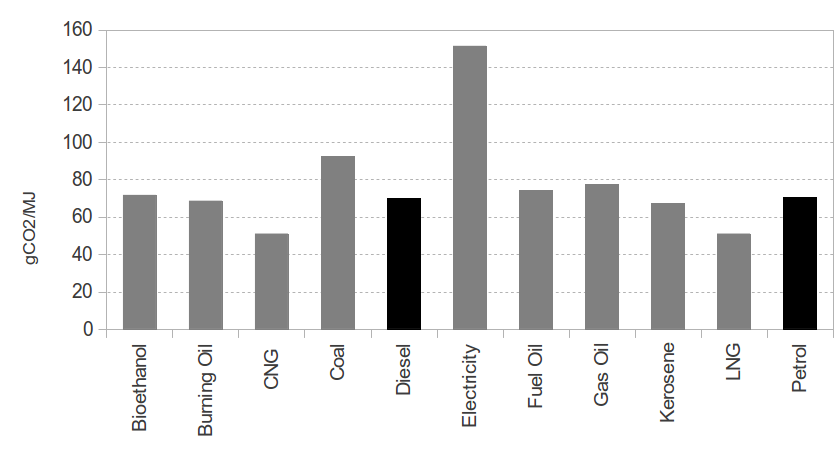 160
140
120
100
80
60
40
20
0
gCO2/MJ
Bioethanol
Burning Oil
CNG
Coal
Diesel
Electricity
Fuel Oil
Gas Oil
Kerosene
LNG
Petrol